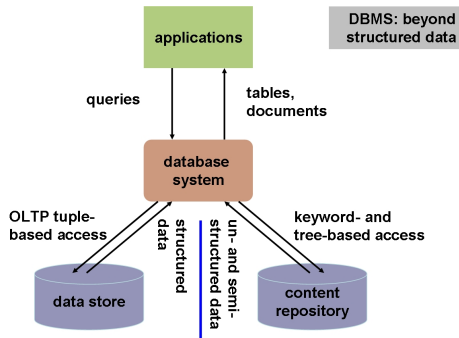 applications
DBMS: beyond
structured data
queries
tables,
documents
database
system
OLTP tuple-
based access
structured
data
un- and semi-
structured data
keyword- and
tree-based access
data store
content
repository